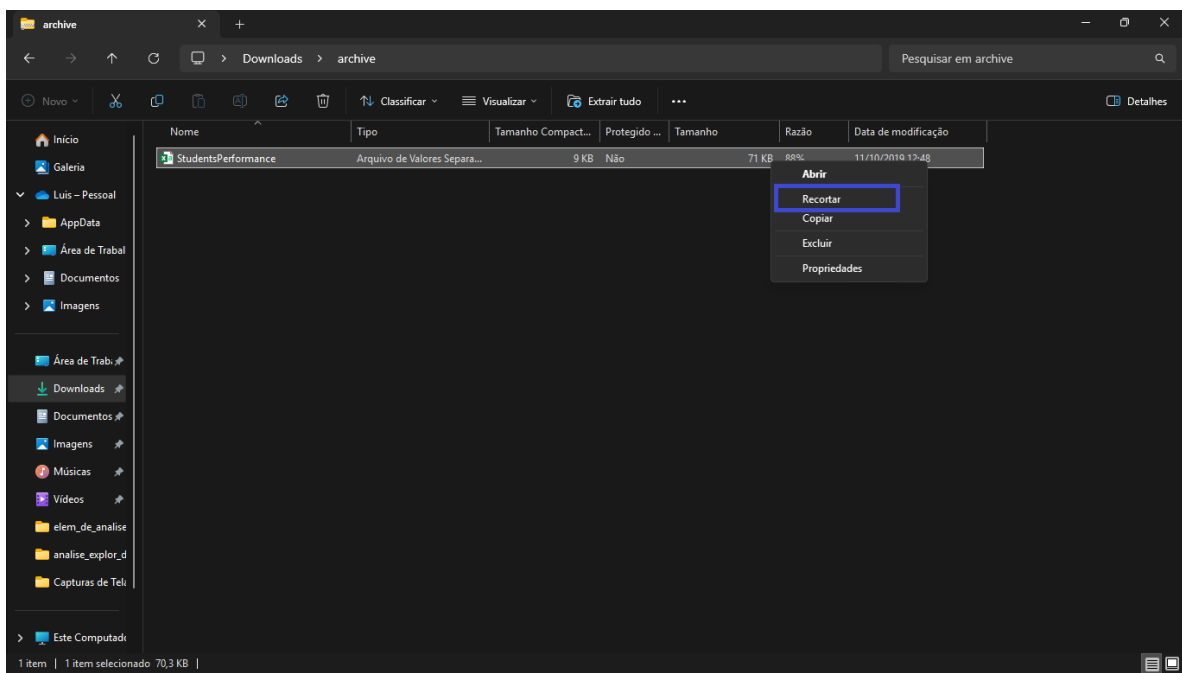 archive
Downloads > archive
Pesquisar em archive
Novo
Classificar
Visualizar
Extrair tudo
Detalhes
Nome Tipo Tamanho Compact... Protegido ... Tamanho Razão Data de modificação
StudentsPerformance Arquivo de Valores Separa... 9 KB Não 71 KB 88% 11/10/2019 12:48
Abrir
Recortar
Copiar
Excluir
Propriedades
Início
Galeria
Luis – Pessoal
AppData
Área de Trabal
Documentos
Imagens
Área de Trab
Downloads
Documentos
Imagens
Músicas
Vídeos
elem_de_analise
analise_explor_d
Capturas de Tela
Este Computado
1 item | 1 item selecionado 70,3 KB |